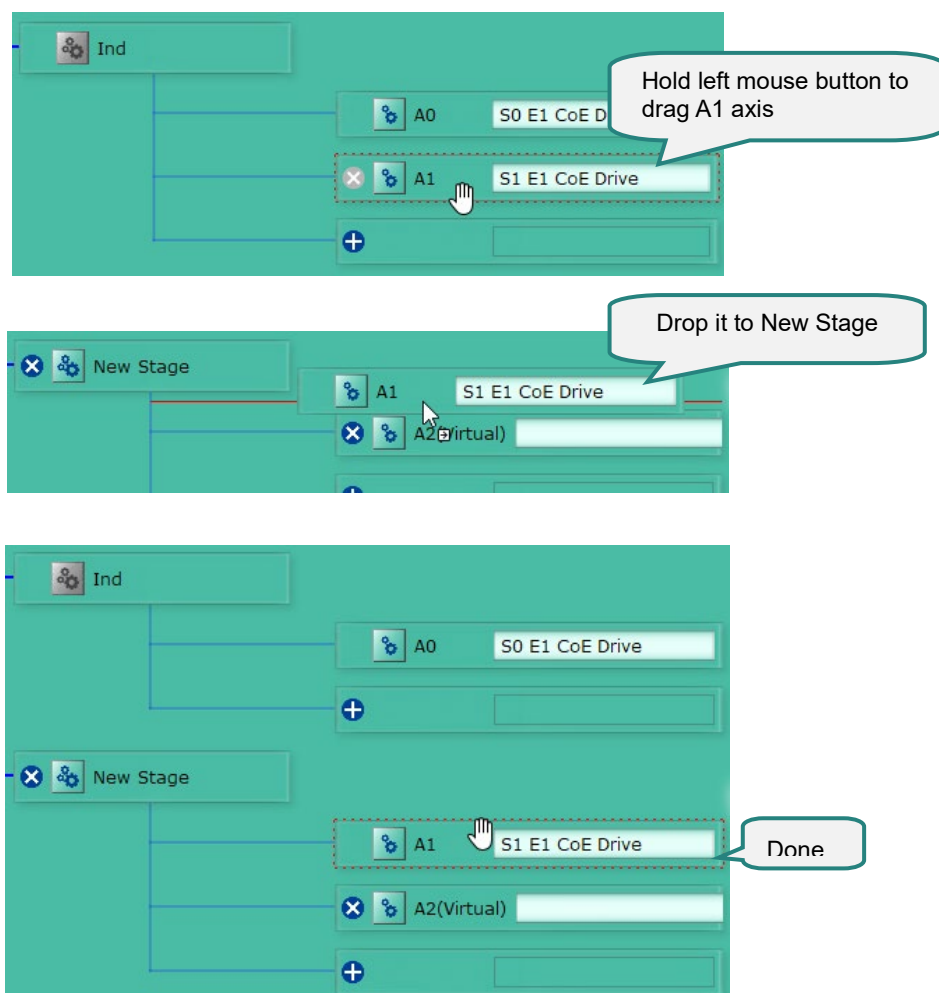 Ind
Hold left mouse button to
drag A1 axis
A0 S0 E1 CoE D
A1 S1 E1 CoE Drive
Drop it to New Stage
New Stage
A1 S1 E1 CoE Drive
A2(Virtual)
Ind
A0 S0 E1 CoE Drive
New Stage
A1 S1 E1 CoE Drive
Done
A2(Virtual)